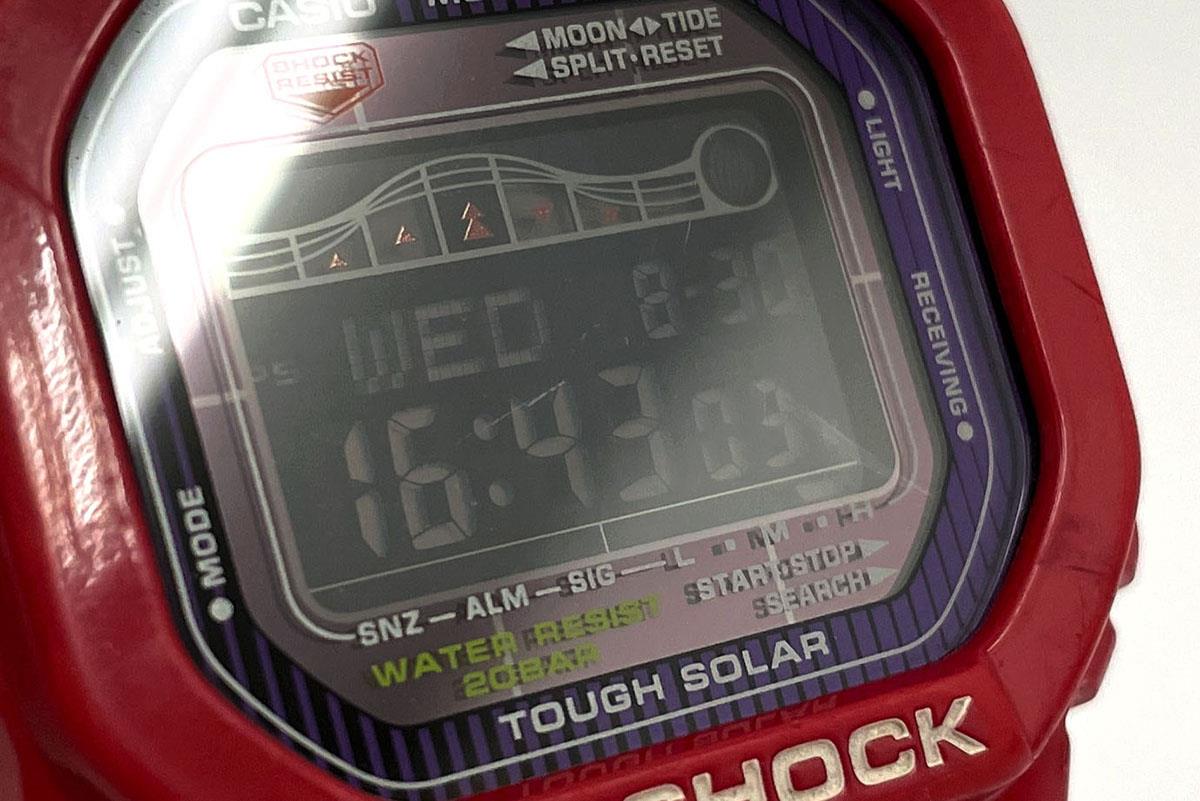 CASIO
SHOCK
RESIST
MOON TIDE
SPLIT·RESET
LIGHT
ADJUST
RECEIVING
MODE
WED 8-30
16:43
SNZ — ALM — SIG — L M H
START·STOP
SEARCH
WATER RESIST
20BAR
TOUGH SOLAR
SHOCK